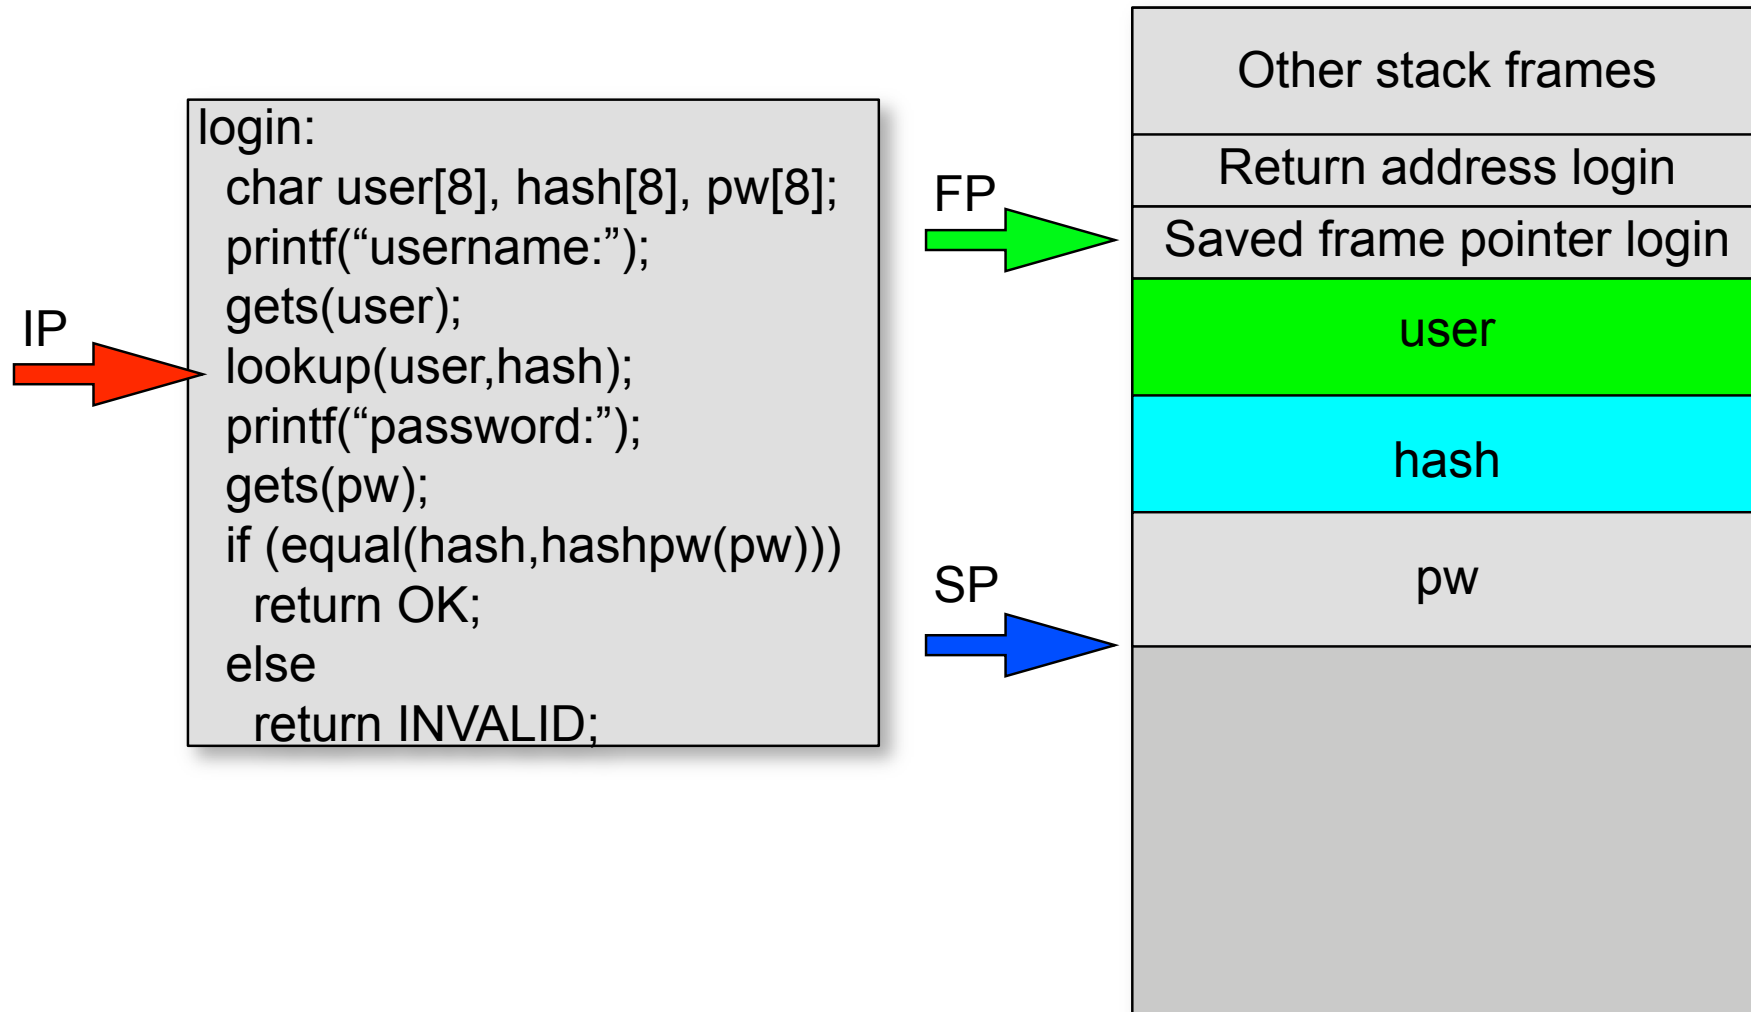 IP
login:
char user[8], hash[8], pw[8];
printf(“username:”);
gets(user);
lookup(user,hash);
printf(“password:”);
gets(pw);
if (equal(hash,hashpw(pw)))
return OK;
else
return INVALID;
FP
SP
Other stack frames
Return address login
Saved frame pointer login
user
hash
pw